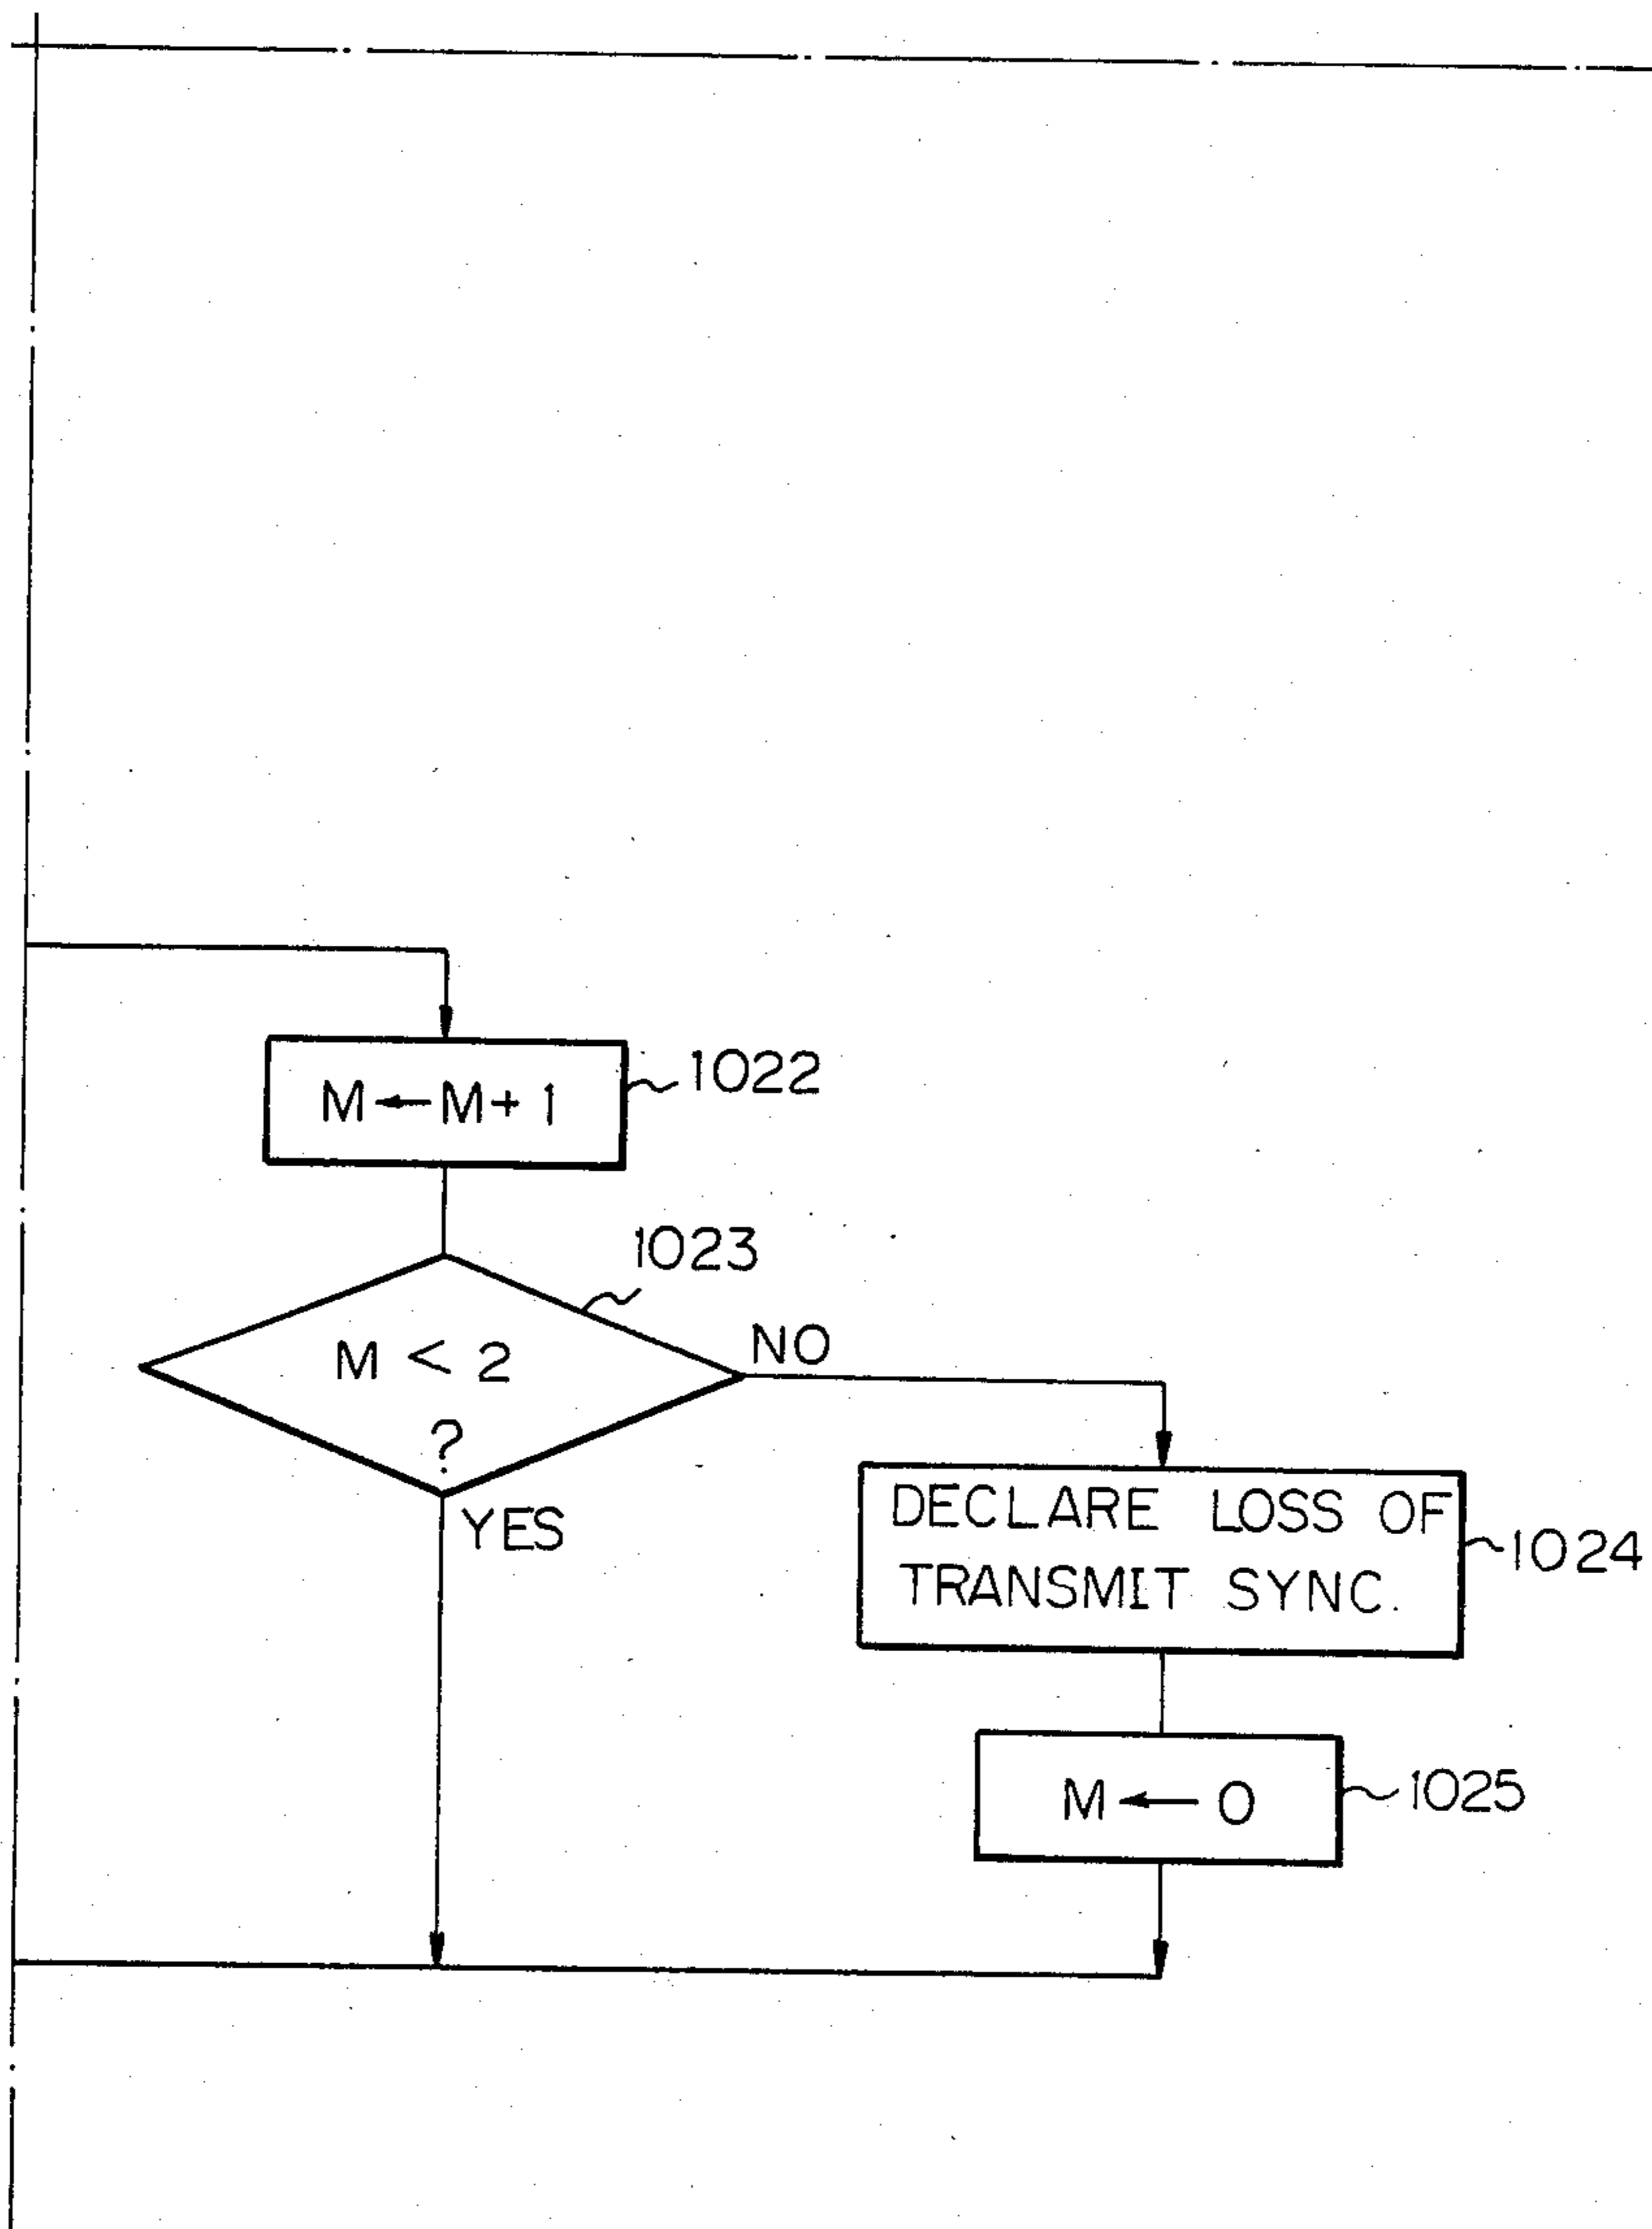 M←M+1
1022
1023
M < 2
?
NO
YES
DECLARE LOSS OF
TRANSMIT SYNC.
1024
M←0
1025